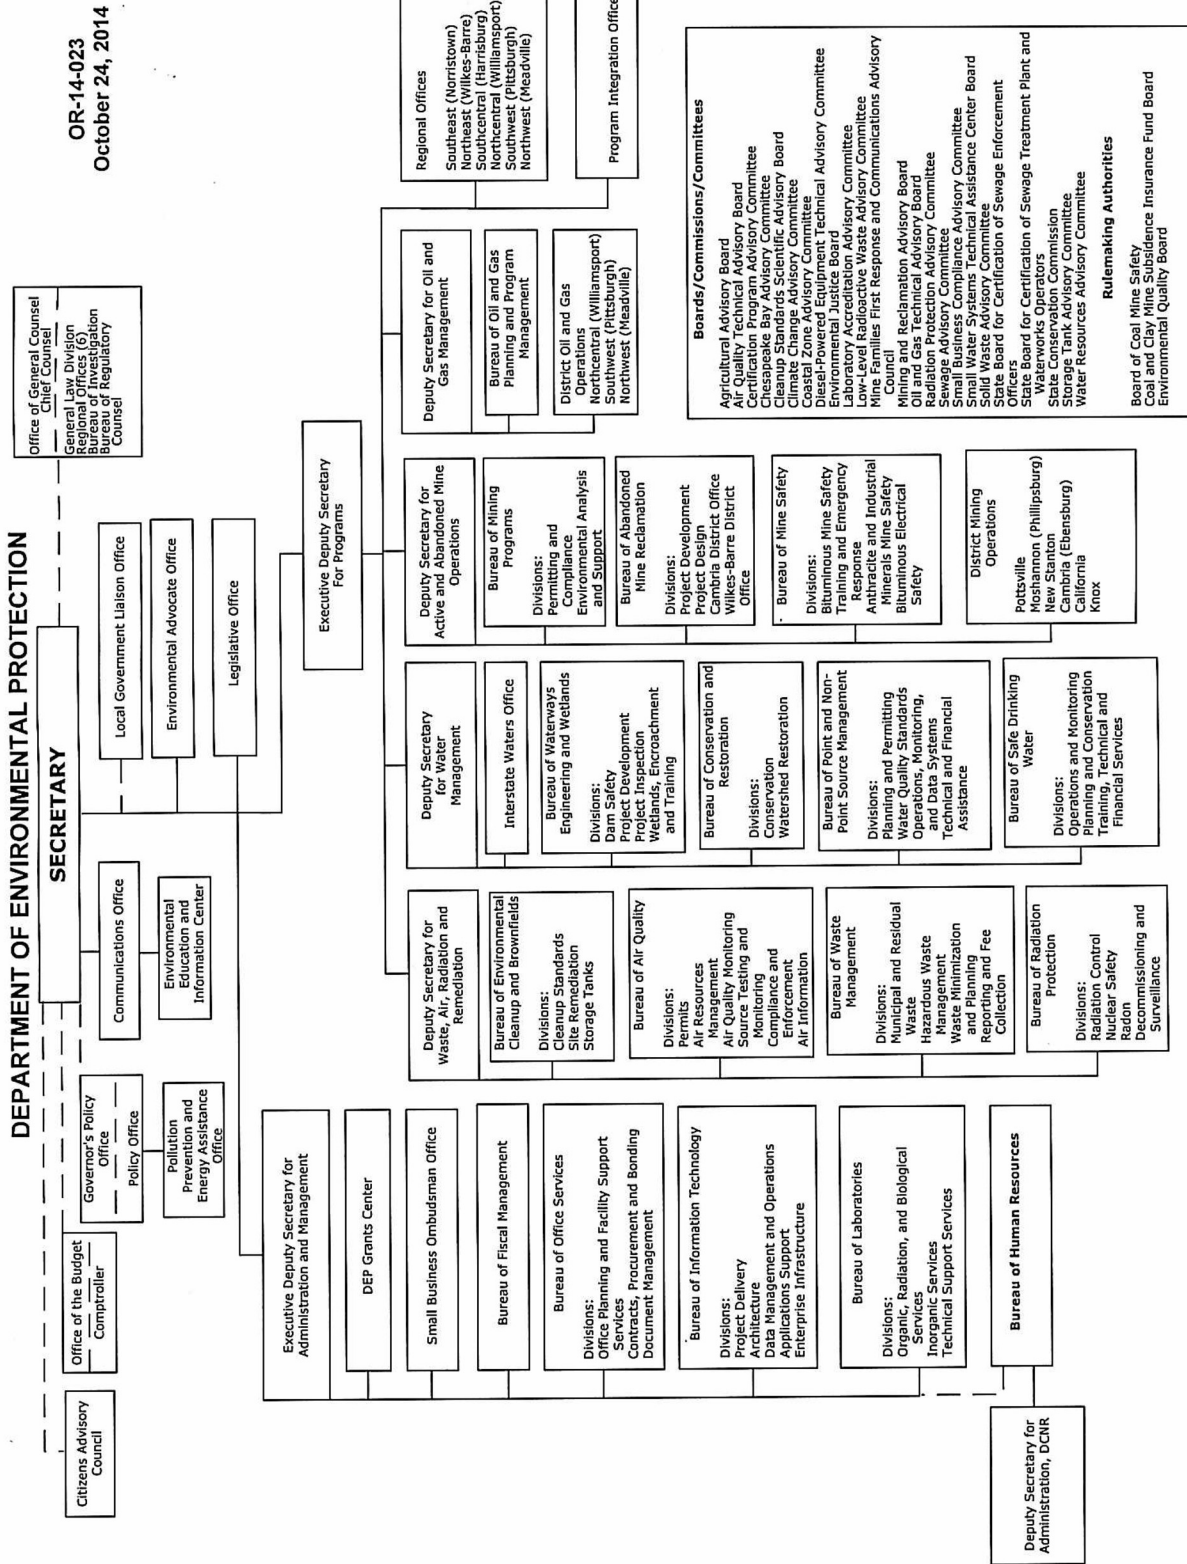 OR-14-023
October 24, 2014
DEPARTMENT OF ENVIRONMENTAL PROTECTION
SECRETARY
Citizens Advisory
Council
Office of the Budget
Comptroller
Governor's Policy
Office
Policy Office
Pollution
Prevention and
Energy Assistance
Office
Communications Office
Environmental
Education and
Information Center
Local Government Liaison Office
Environmental Advocate Office
Legislative Office
Office of General Counsel
Chief Counsel
General Law Division
Regional Offices (6)
Bureau of Investigation
Bureau of Regulatory
Counsel
Executive Deputy Secretary for
Administration and Management
DEP Grants Center
Small Business Ombudsman Office
Bureau of Fiscal Management
Bureau of Office Services
Divisions:
Office Planning and Facility Support
Services
Contracts, Procurement and Bonding
Document Management
Bureau of Information Technology
Divisions:
Project Delivery
Architecture
Data Management and Operations
Applications Support
Enterprise Infrastructure
Bureau of Laboratories
Divisions:
Organic, Radiation, and Biological
Services
Inorganic Services
Technical Support Services
Bureau of Human Resources
Deputy Secretary for
Administration, DCNR
Executive Deputy Secretary
For Programs
Deputy Secretary for
Waste, Air, Radiation and
Remediation
Bureau of Environmental
Cleanup and Brownfields
Divisions:
Cleanup Standards
Site Remediation
Storage Tanks
Bureau of Air Quality
Divisions:
Permits
Air Resources
Management
Air Quality Monitoring
Source Testing and
Monitoring
Compliance and
Enforcement
Air Information
Bureau of Waste
Management
Divisions:
Municipal and Residual
Waste
Hazardous Waste
Management
Waste Minimization
and Planning
Reporting and Fee
Collection
Bureau of Radiation
Protection
Divisions:
Radiation Control
Nuclear Safety
Radon
Decommissioning and
Surveillance
Deputy Secretary
for Water
Management
Interstate Waters Office
Bureau of Waterways
Engineering and Wetlands
Divisions:
Dam Safety
Project Development
Project Inspection
Wetlands, Encroachment
and Training
Bureau of Conservation and
Restoration
Divisions:
Conservation
Watershed Restoration
Bureau of Point and Non-
Point Source Management
Divisions:
Planning and Permitting
Water Quality Standards
Operations, Monitoring,
and Data Systems
Technical and Financial
Assistance
Bureau of Safe Drinking
Water
Divisions:
Operations and Monitoring
Planning and Conservation
Training, Technical and
Financial Services
Deputy Secretary for
Active and Abandoned Mine
Operations
Bureau of Mining
Programs
Divisions:
Permitting and
Compliance
Environmental Analysis
and Support
Bureau of Abandoned
Mine Reclamation
Divisions:
Project Development
Project Design
Cambria District Office
Wilkes-Barre District
Office
Bureau of Mine Safety
Divisions:
Bituminous Mine Safety
Training and Emergency
Response
Anthracite and Industrial
Minerals Mine Safety
Bituminous Electrical
Safety
District Mining
Operations
Pottsville
Moshannon (Phillipsburg)
New Stanton
Cambria (Ebensburg)
California
Knox
Deputy Secretary for Oil and
Gas Management
Bureau of Oil and Gas
Planning and Program
Management
District Oil and Gas
Operations
Northcentral (Williamsport)
Southwest (Pittsburgh)
Northwest (Meadville)
Regional Offices
Southeast (Norristown)
Northeast (Wilkes-Barre)
Southcentral (Harrisburg)
Northcentral (Williamsport)
Southwest (Pittsburgh)
Northwest (Meadville)
Program Integration Office
Boards/Commissions/Committees
Agricultural Advisory Board
Air Quality Technical Advisory Board
Certification Program Advisory Committee
Chesapeake Bay Advisory Committee
Cleanup Standards Scientific Advisory Board
Climate Change Advisory Committee
Coastal Zone Advisory Committee
Diesel-Powered Equipment Technical Advisory Committee
Environmental Justice Board
Laboratory Accreditation Advisory Committee
Low-Level Radioactive Waste Advisory Committee
Mine Families First Response and Communications Advisory
Council
Mining and Reclamation Advisory Board
Oil and Gas Technical Advisory Board
Radiation Protection Advisory Committee
Sewage Advisory Committee
Small Business Compliance Advisory Committee
Small Water Systems Technical Assistance Center Board
Solid Waste Advisory Committee
State Board for Certification of Sewage Enforcement
Officers
State Board for Certification of Sewage Treatment Plant and
Waterworks Operators
State Conservation Commission
Storage Tank Advisory Committee
Water Resources Advisory Committee
Rulemaking Authorities
Board of Coal Mine Safety
Coal and Clay Mine Subsidence Insurance Fund Board
Environmental Quality Board